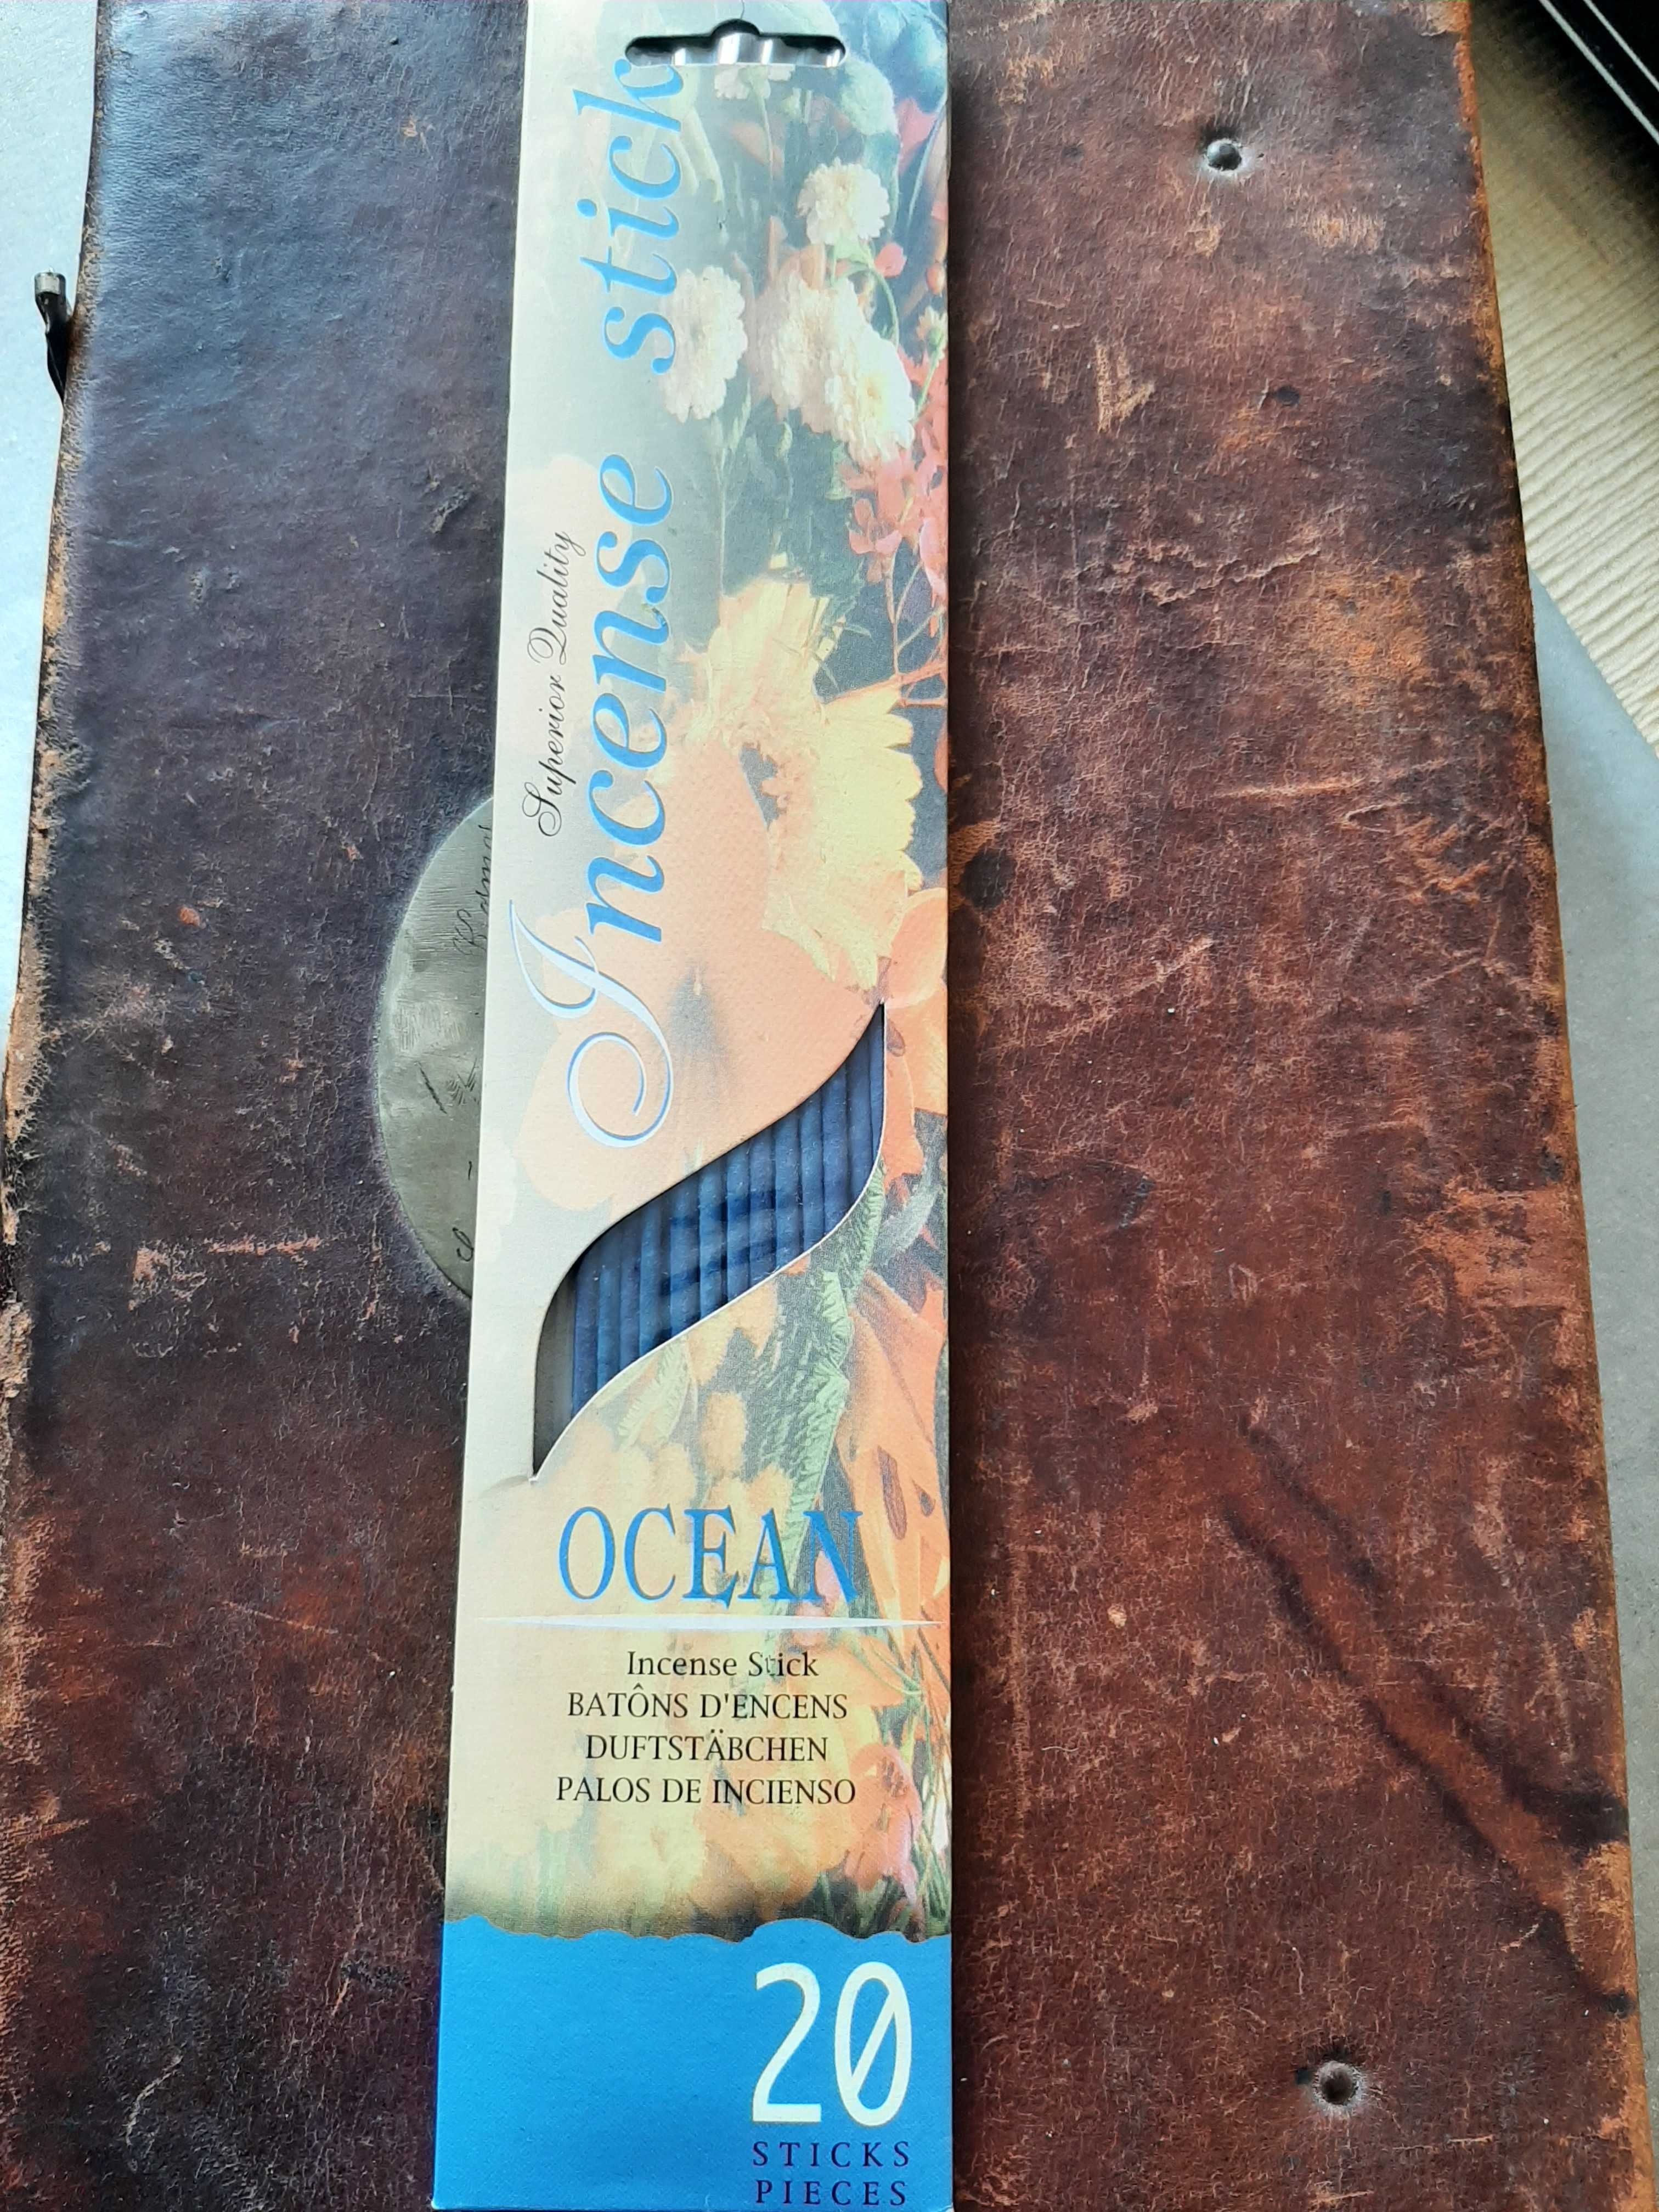 Superior Quality
Incense stick
OCEAN
Incense Stick
BATÔNS D'ENCENS
DUFTSTÄBCHEN
PALOS DE INCIENSO
20
STICKS
PIECES